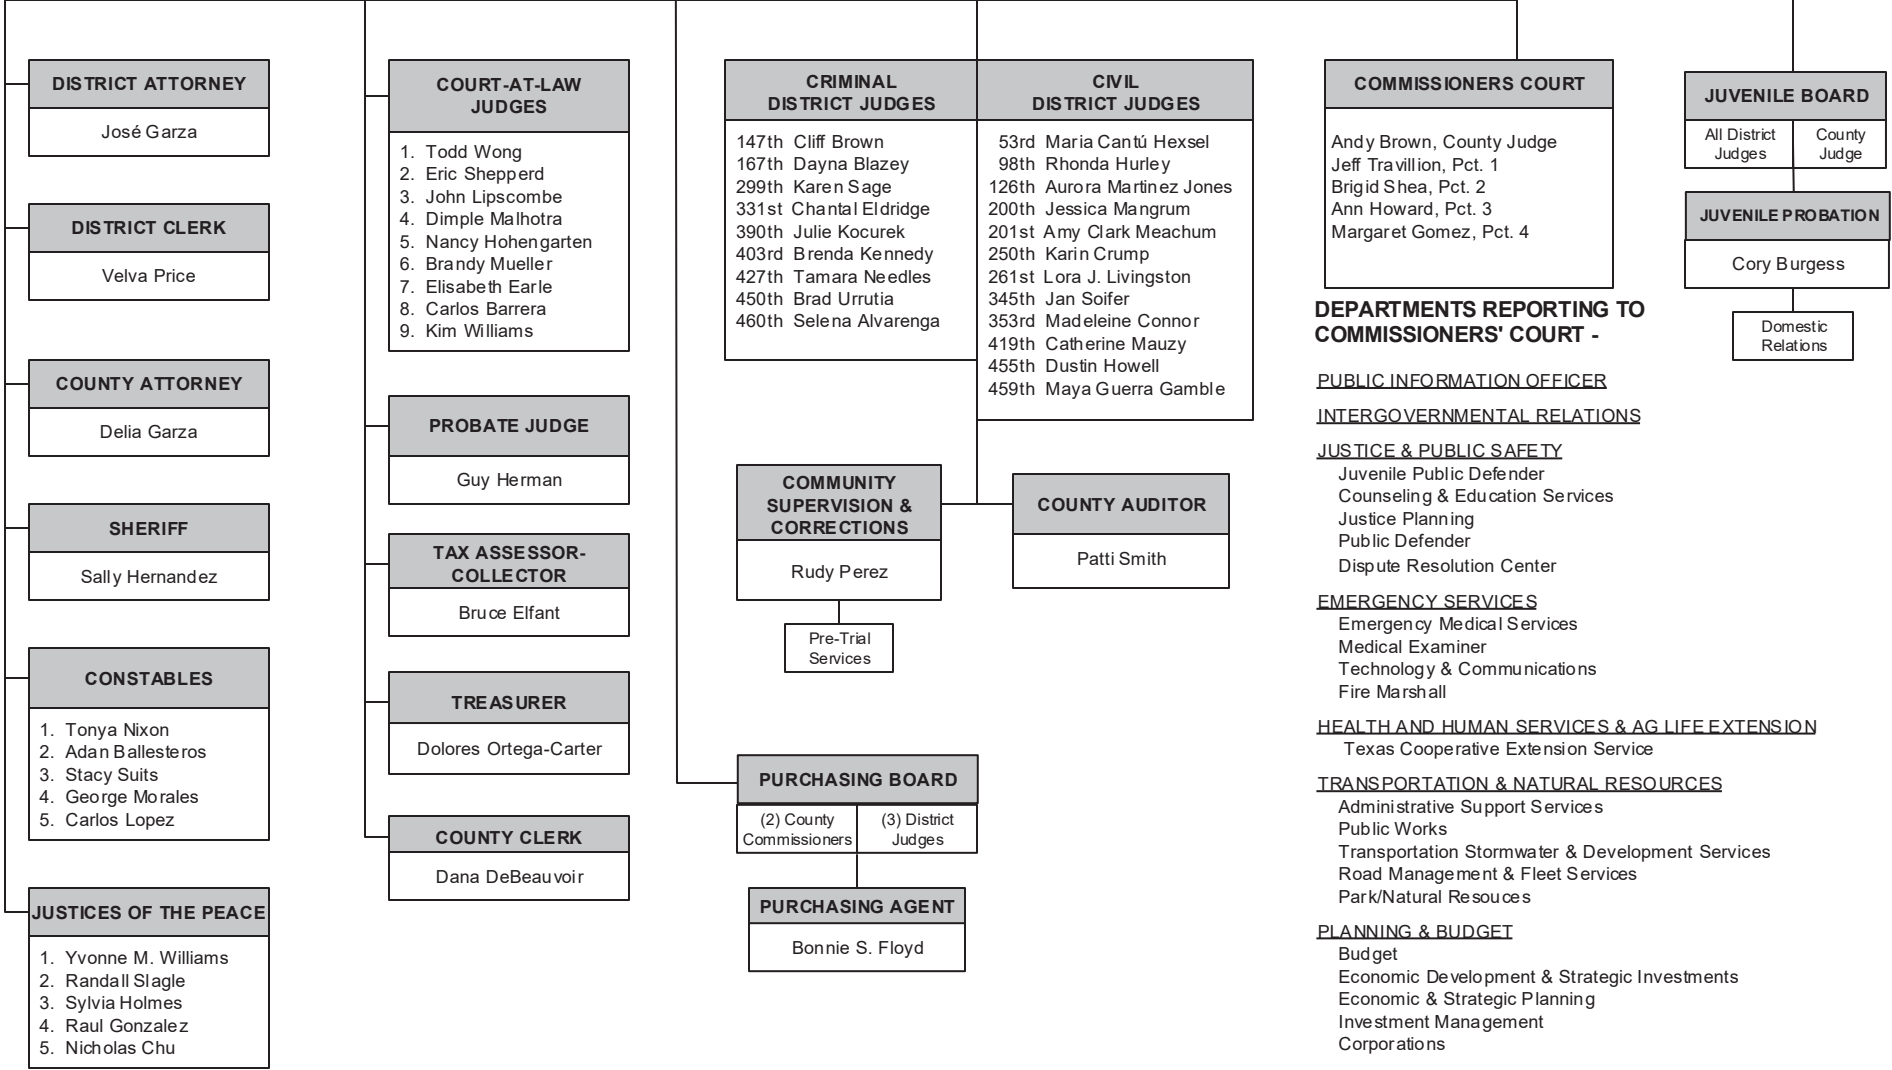 DISTRICT ATTORNEY
José Garza
DISTRICT CLERK
Velva Price
COUNTY ATTORNEY
Delia Garza
SHERIFF
Sally Hernandez
CONSTABLES
1. Tonya Nixon
2. Adan Ballesteros
3. Stacy Suits
4. George Morales
5. Carlos Lopez
JUSTICES OF THE PEACE
1. Yvonne M. Williams
2. Randall Slagle
3. Sylvia Holmes
4. Raul Gonzalez
5. Nicholas Chu
COURT-AT-LAW
JUDGES
1. Todd Wong
2. Eric Shepperd
3. John Lipscombe
4. Dimple Malhotra
5. Nancy Hohengarten
6. Brandy Mueller
7. Elisabeth Earle
8. Carlos Barrera
9. Kim Williams
PROBATE JUDGE
Guy Herman
TAX ASSESSOR-
COLLECTOR
Bruce Elfant
TREASURER
Dolores Ortega-Carter
COUNTY CLERK
Dana DeBeauvoir
CRIMINAL
DISTRICT JUDGES
147th Cliff Brown
167th Dayna Blazey
299th Karen Sage
331st Chantal Eldridge
390th Julie Kocurek
403rd Brenda Kennedy
427th Tamara Needles
450th Brad Urrutia
460th Selena Alvarenga
CIVIL
DISTRICT JUDGES
53rd Maria Cantú Hexsel
98th Rhonda Hurley
126th Aurora Martinez Jones
200th Jessica Mangrum
201st Amy Clark Meachum
250th Karin Crump
261st Lora J. Livingston
345th Jan Soifer
353rd Madeleine Connor
419th Catherine Mauzy
455th Dustin Howell
459th Maya Guerra Gamble
COMMUNITY
SUPERVISION &
CORRECTIONS
Rudy Perez
Pre-Trial
Services
COUNTY AUDITOR
Patti Smith
PURCHASING BOARD
(2) County
Commissioners
(3) District
Judges
PURCHASING AGENT
Bonnie S. Floyd
COMMISSIONERS COURT
Andy Brown, County Judge
Jeff Travillion, Pct. 1
Brigid Shea, Pct. 2
Ann Howard, Pct. 3
Margaret Gomez, Pct. 4
DEPARTMENTS REPORTING TO
COMMISSIONERS' COURT -
PUBLIC INFORMATION OFFICER
INTERGOVERNMENTAL RELATIONS
JUSTICE & PUBLIC SAFETY
Juvenile Public Defender
Counseling & Education Services
Justice Planning
Public Defender
Dispute Resolution Center
EMERGENCY SERVICES
Emergency Medical Services
Medical Examiner
Technology & Communications
Fire Marshall
HEALTH AND HUMAN SERVICES & AG LIFE EXTENSION
Texas Cooperative Extension Service
TRANSPORTATION & NATURAL RESOURCES
Administrative Support Services
Public Works
Transportation Stormwater & Development Services
Road Management & Fleet Services
Park/Natural Resouces
PLANNING & BUDGET
Budget
Economic Development & Strategic Investments
Economic & Strategic Planning
Investment Management
Corporations
JUVENILE BOARD
All District
Judges
County
Judge
JUVENILE PROBATION
Cory Burgess
Domestic
Relations